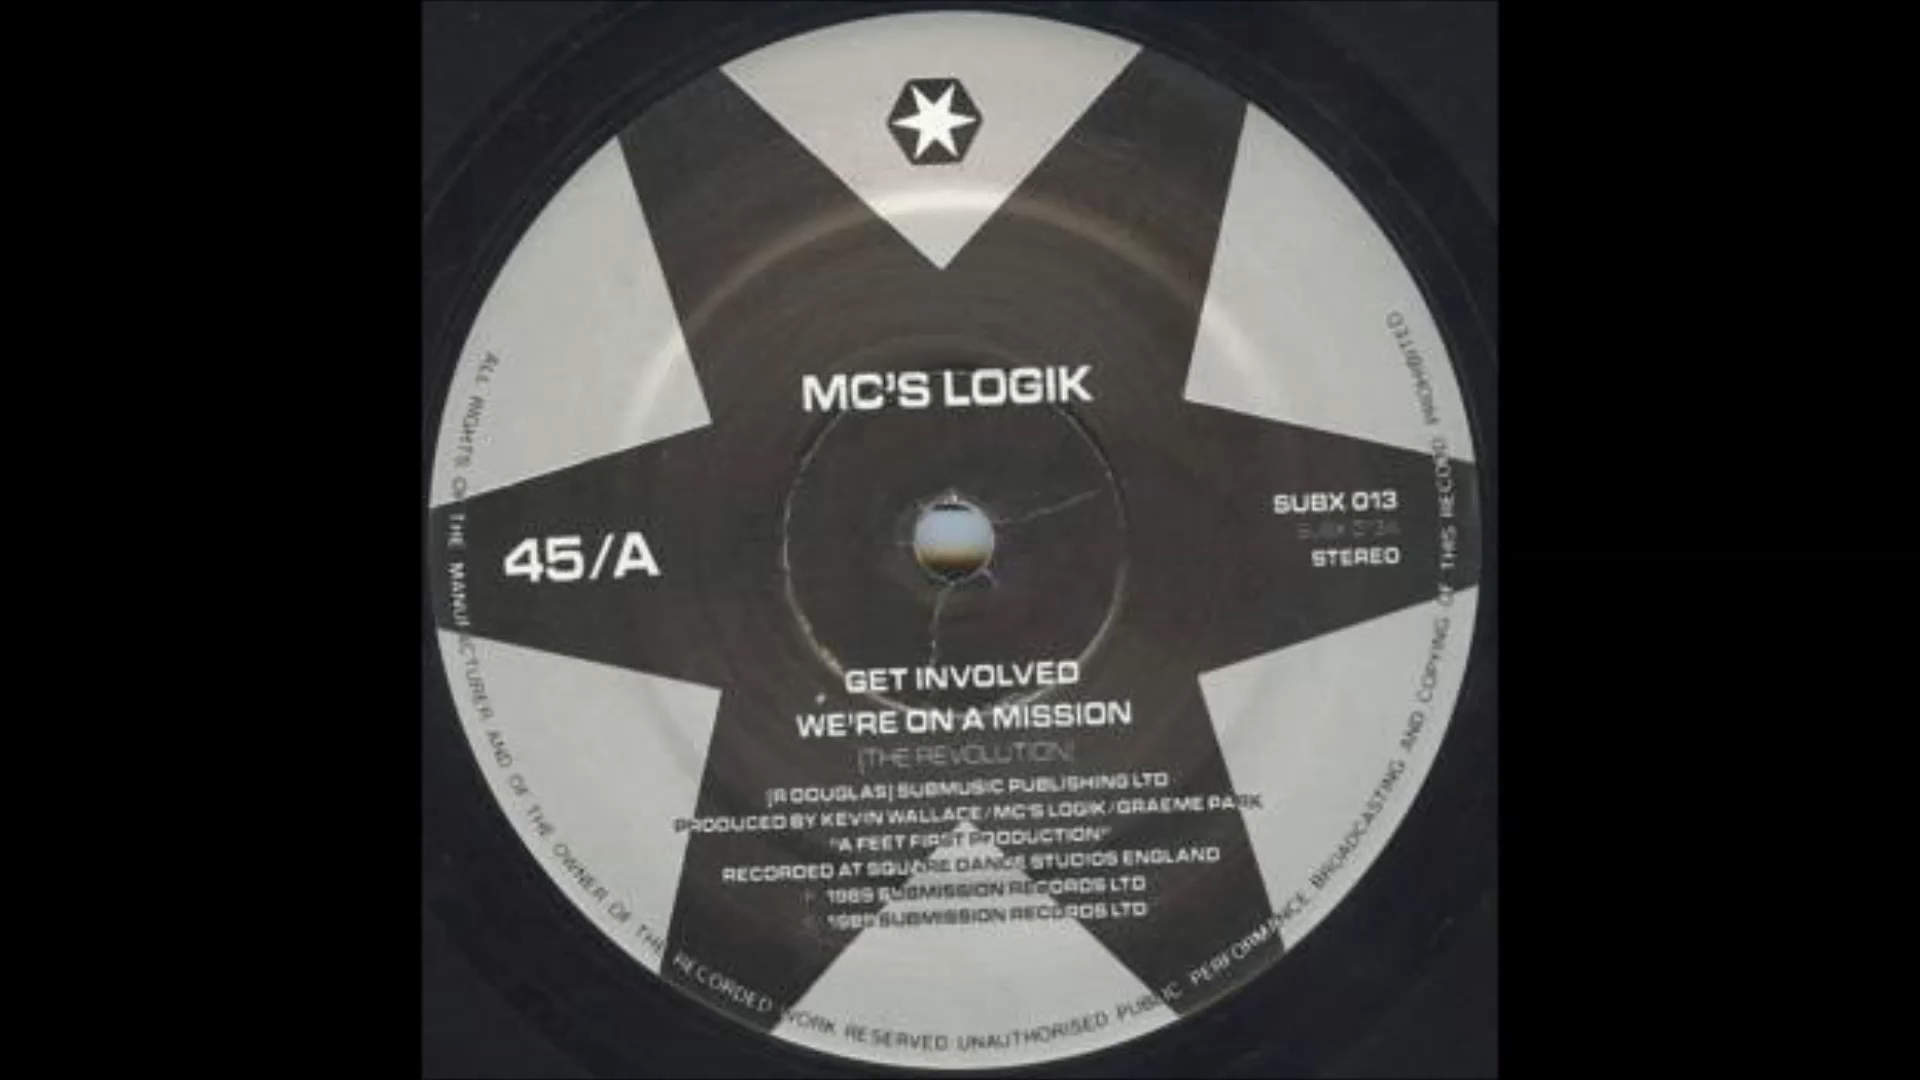 MC'S LOGIK
45/A
SUBX 013
STEREO
GET INVOLVED
WE'RE ON A MISSION
[THE REVOLUTION]
[R DOUGLAS] SUBMUSIC PUBLISHING LTD
PRODUCED BY KEVIN WALLACE/MC'S LOGIK/GRAEME PARK
"A FEET FIRST PRODUCTION"
RECORDED AT SQUARE DANCE STUDIOS ENGLAND
1989 SUBMISSION RECORDS LTD
1989 SUBMISSION RECORDS LTD
ALL RIGHTS OF THE MANUFACTURER AND OF THE OWNER OF THE RECORDED WORK RESERVED UNAUTHORISED PUBLIC PERFORMANCE, BROADCASTING AND COPYING OF THIS RECORD PROHIBITED